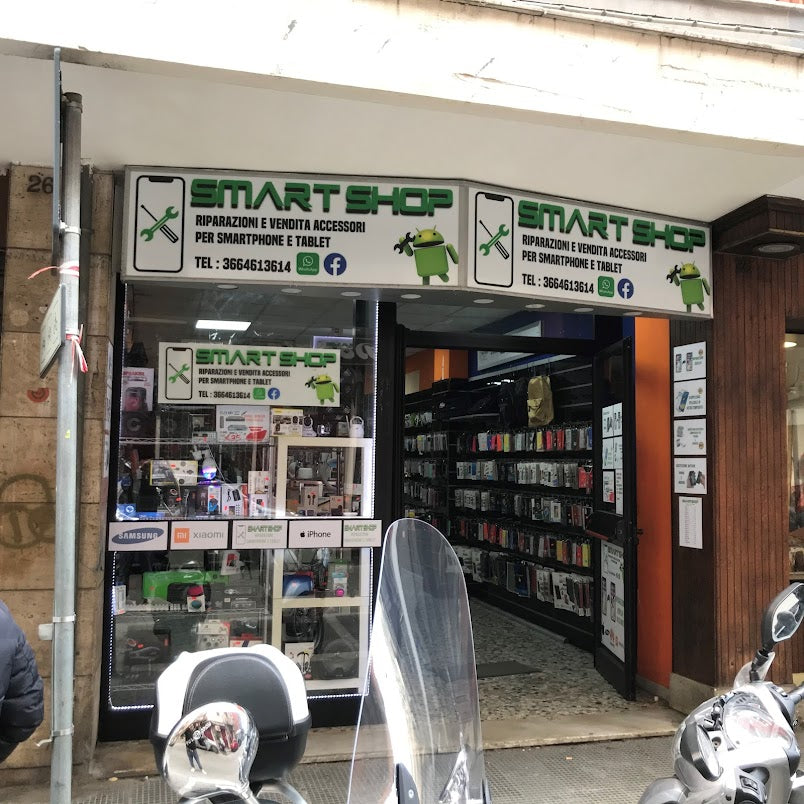 26
SMART SHOP
RIPARAZIONI E VENDITA ACCESSORI
PER SMARTPHONE E TABLET
TEL : 3664613614
WhatsApp
SMART SHOP
RIPARAZIONI E VENDITA ACCESSORI
PER SMARTPHONE E TABLET
TEL : 3664613614
SMART SHOP
RIPARAZIONI E VENDITA ACCESSORI
PER SMARTPHONE E TABLET
TEL : 3664613614
SAMSUNG
mi xiaomi
SMART SHOP
iPhone
SMART SHOP